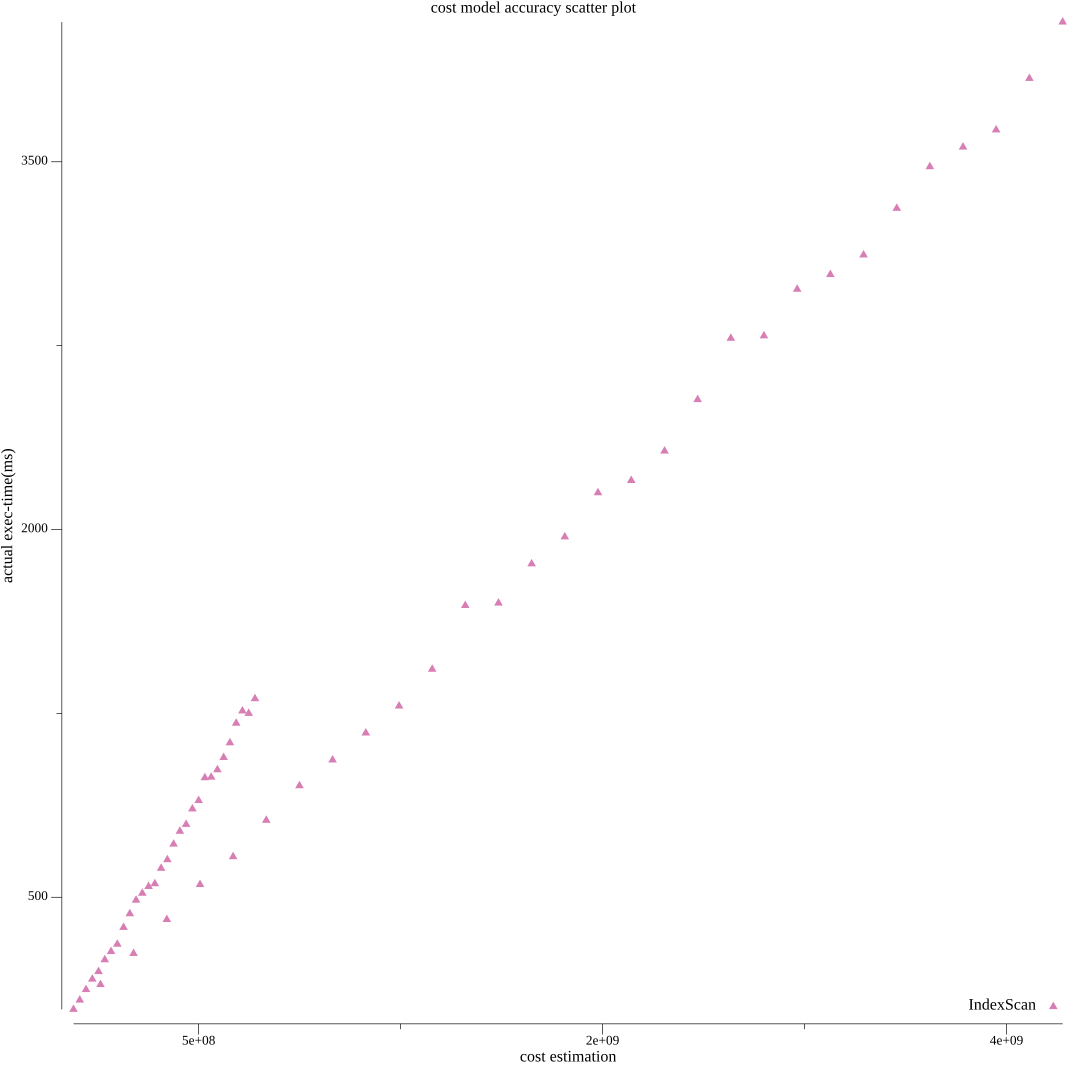 cost model accuracy scatter plot
3500
2000
500
actual exec-time(ms)
IndexScan
5e+08
2e+09
4e+09
cost estimation